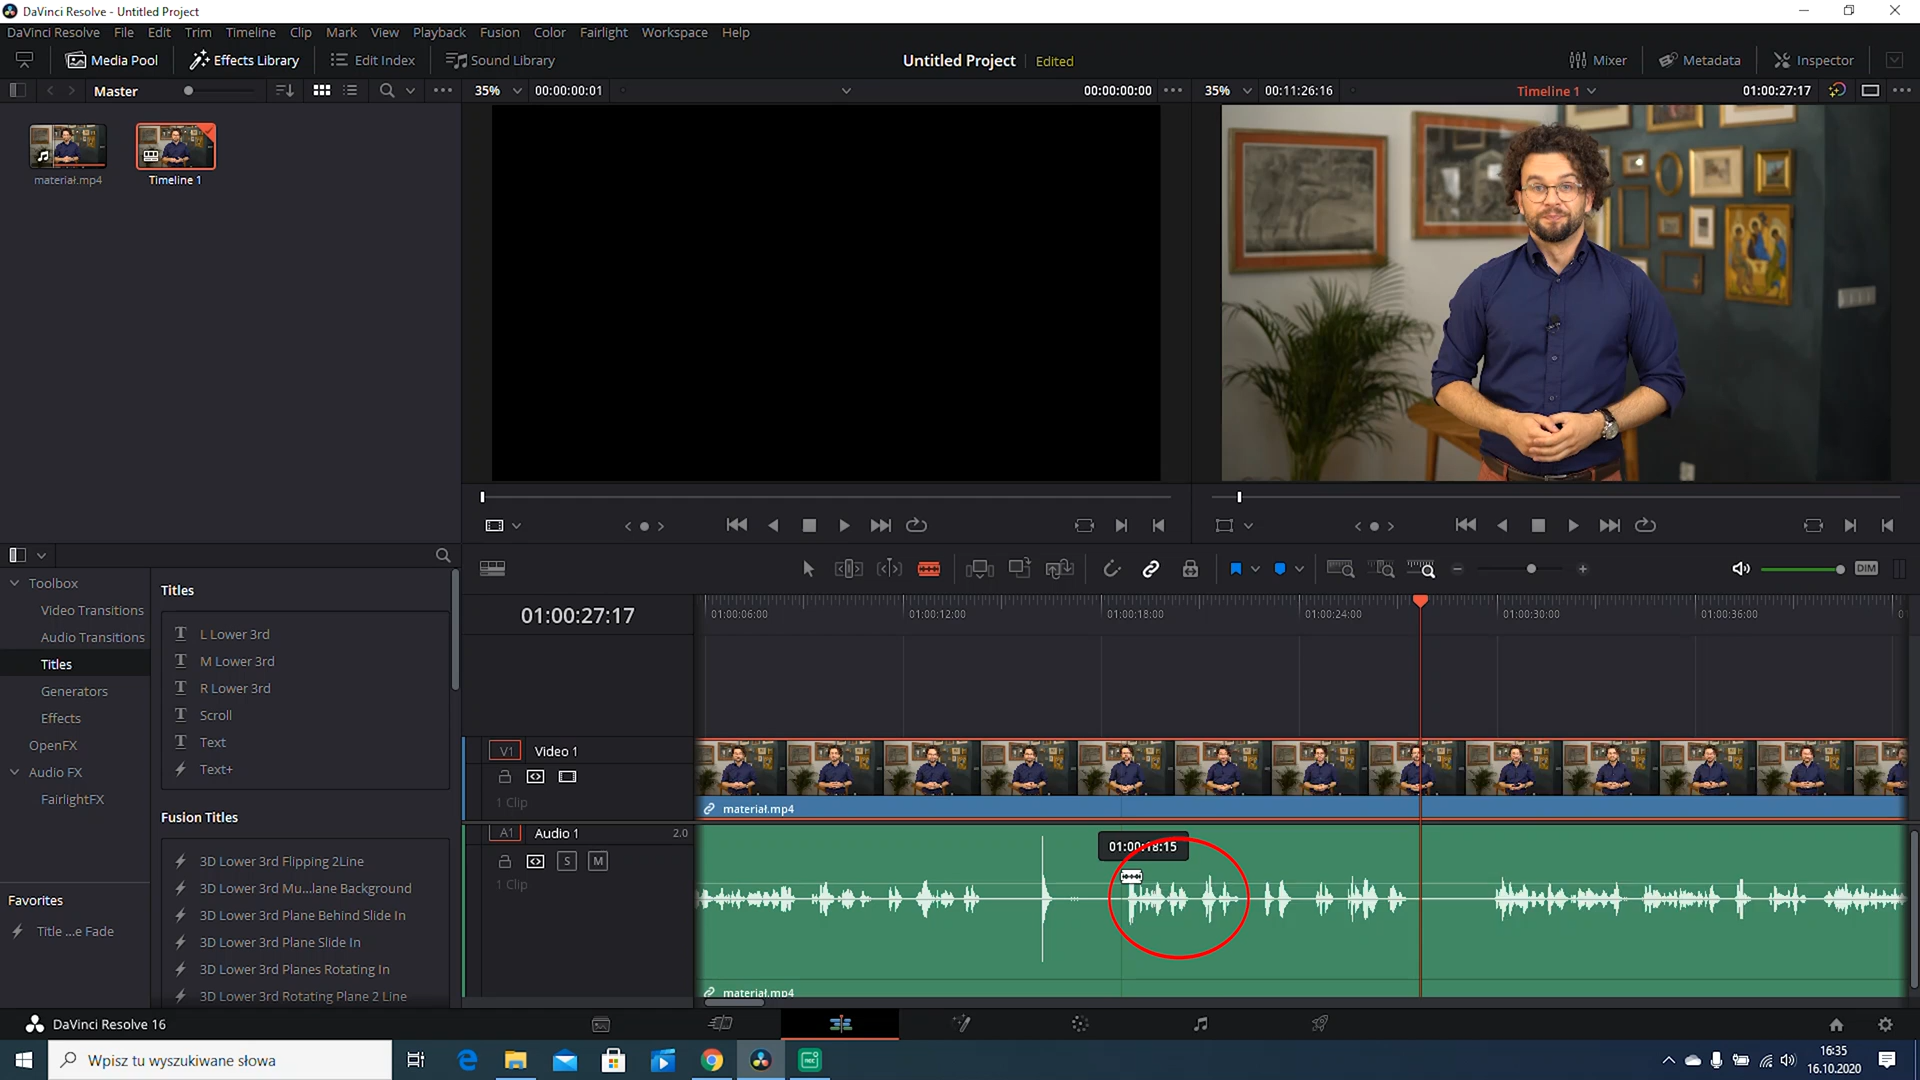 DaVinci Resolve - Untitled Project
DaVinci Resolve File Edit Trim Timeline Clip Mark View Playback Fusion Color Fairlight Workspace Help
Media Pool Effects Library Edit Index Sound Library Untitled Project Edited Mixer Metadata Inspector
Master 35% 00:00:00:01 00:00:00:00 35% 00:11:26:16 Timeline 1 01:00:27:17
materiał.mp4 Timeline 1
Toolbox
Video Transitions
Audio Transitions
Titles
Generators
Effects
OpenFX
Audio FX
FairlightFX
Favorites
Title ...e Fade
Titles
L Lower 3rd
M Lower 3rd
R Lower 3rd
Scroll
Text
Text+
Fusion Titles
3D Lower 3rd Flipping 2Line
3D Lower 3rd Mu...lane Background
3D Lower 3rd Plane Behind Slide In
3D Lower 3rd Plane Slide In
3D Lower 3rd Planes Rotating In
3D Lower 3rd Rotating Plane 2 Line
DIM
01:00:27:17
01:00:06:00 01:00:12:00 01:00:18:00 01:00:24:00 01:00:30:00 01:00:36:00
V1 Video 1
1 Clip
materiał.mp4
A1 Audio 1 2.0
S M
1 Clip
01:00:18:15
materiał.mp4
DaVinci Resolve 16
Wpisz tu wyszukiwane słowa
16:35
16.10.2020